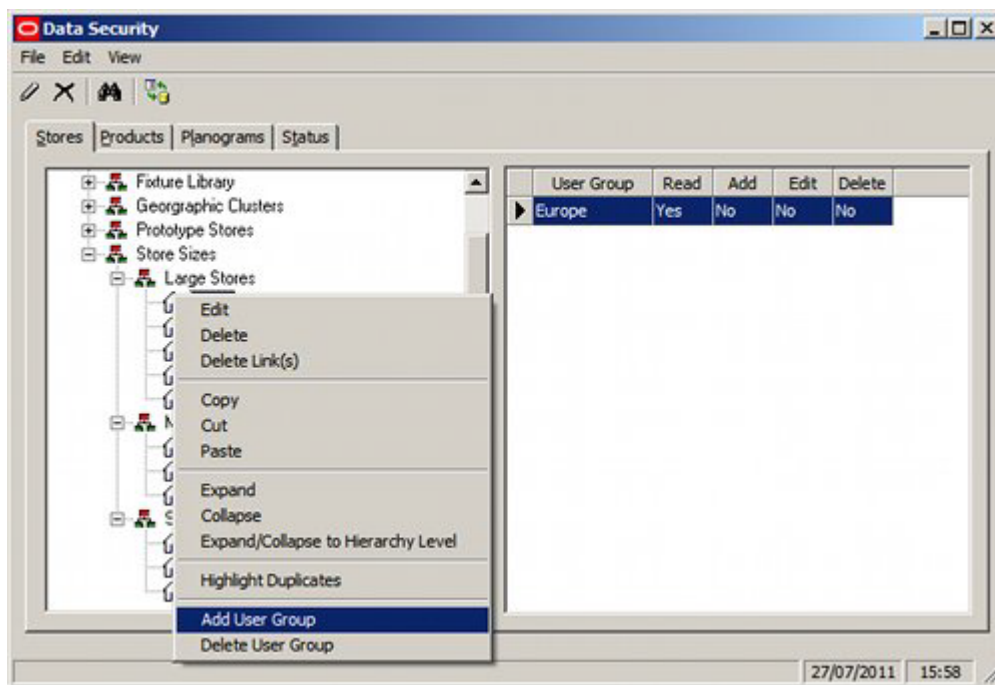 Data Security
File Edit View
Stores Products Planograms Status
Fixture Library
Georgraphic Clusters
Prototype Stores
Store Sizes
Large Stores
User Group Read Add Edit Delete
Europe Yes No No No
Edit
Delete
Delete Link(s)
Copy
Cut
Paste
Expand
Collapse
Expand/Collapse to Hierarchy Level
Highlight Duplicates
Add User Group
Delete User Group
27/07/2011 15:58